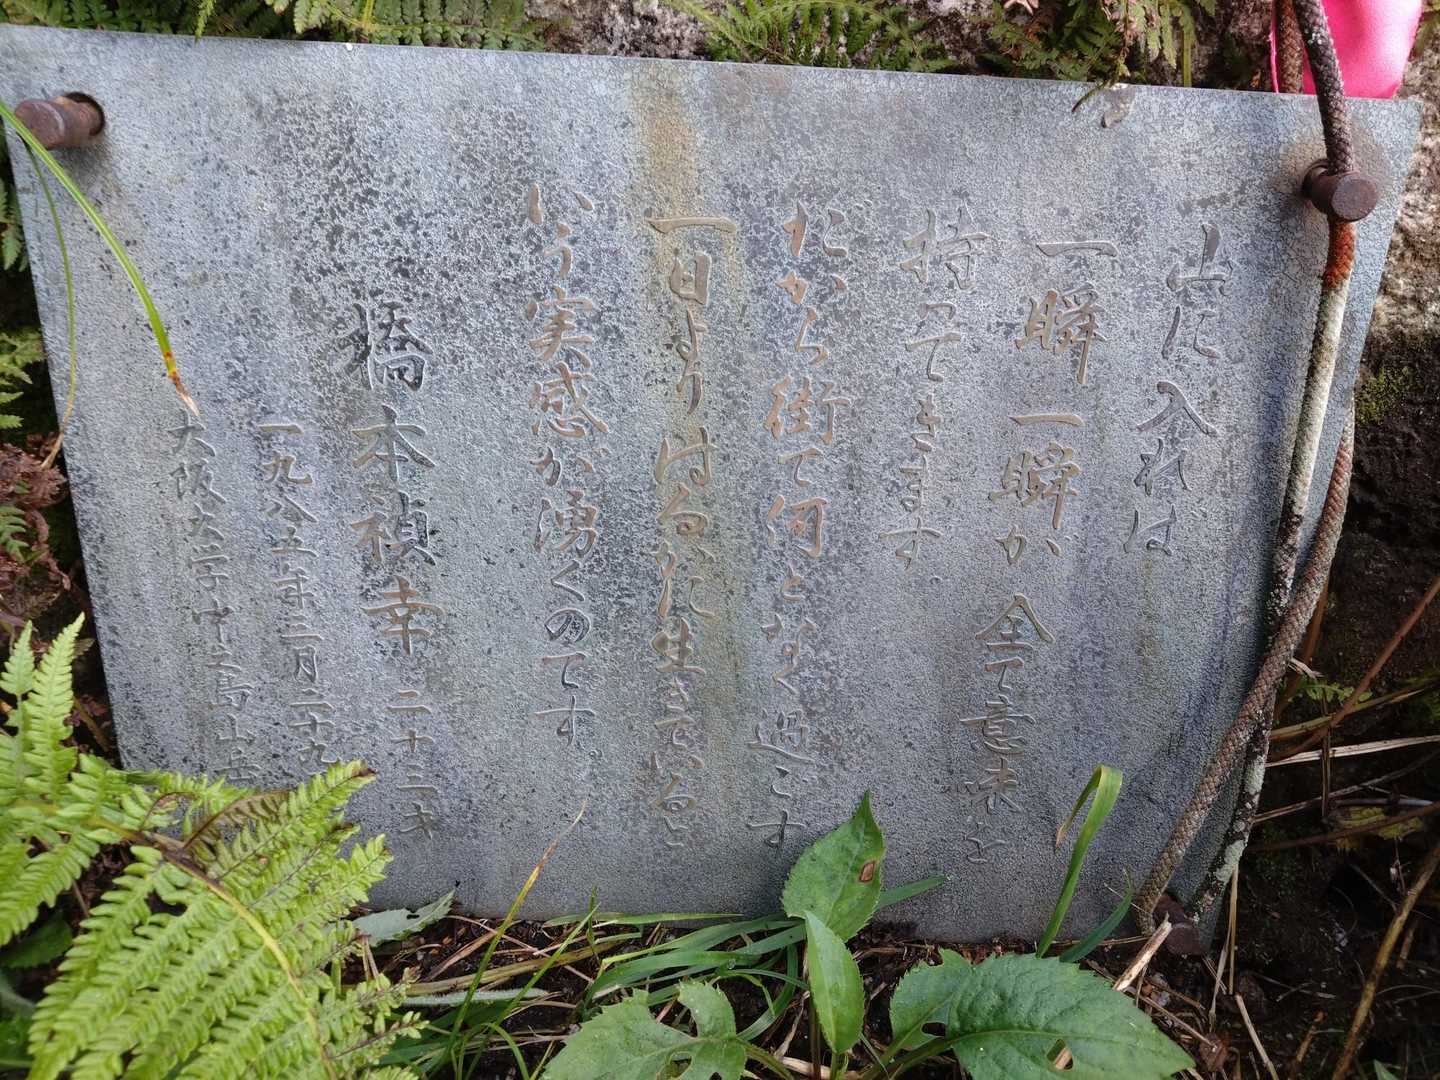 山に入れば
一瞬一瞬が全て意味を
持ってきます
だから街で何となく過ごす
一日よりはるかに生きていると
いう実感が湧くのです。
橋本禎幸 二十三才
一九八五年三月二十九
大阪大学中之島山岳